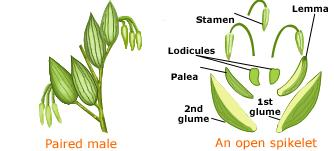 Lemma
Stamen
Lodicules
Palea
2nd
glume
1st
glume
Paired male
An open spikelet